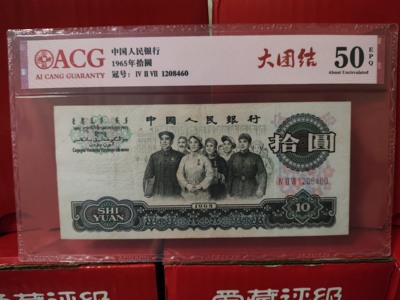 ACG
AI CANG GUARANTY
中国人民银行
1965年拾圆
冠号: IV II VII 1208460
大团结
50 EPQ
About Uncirculated
中國人民銀行
拾圓
IV II VII 1208460
SHI YUAN
1965
10
爱藏评级